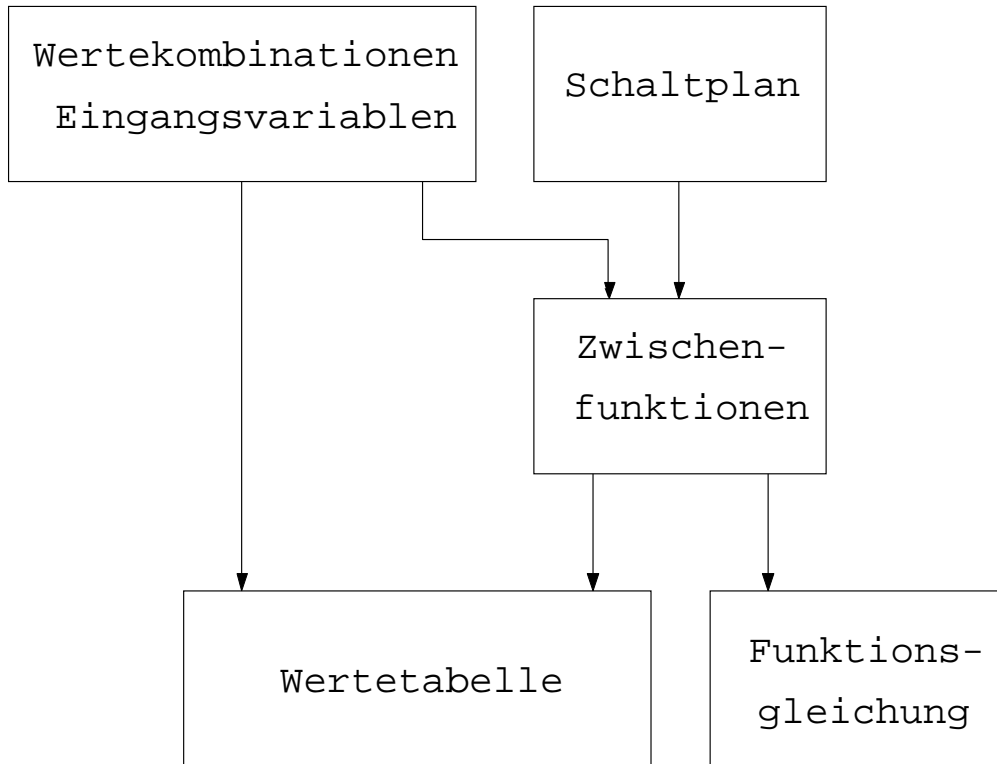 Wertekombinationen
Eingangsvariablen
Schaltplan
Zwischen-
funktionen
Wertetabelle
Funktions-
gleichung